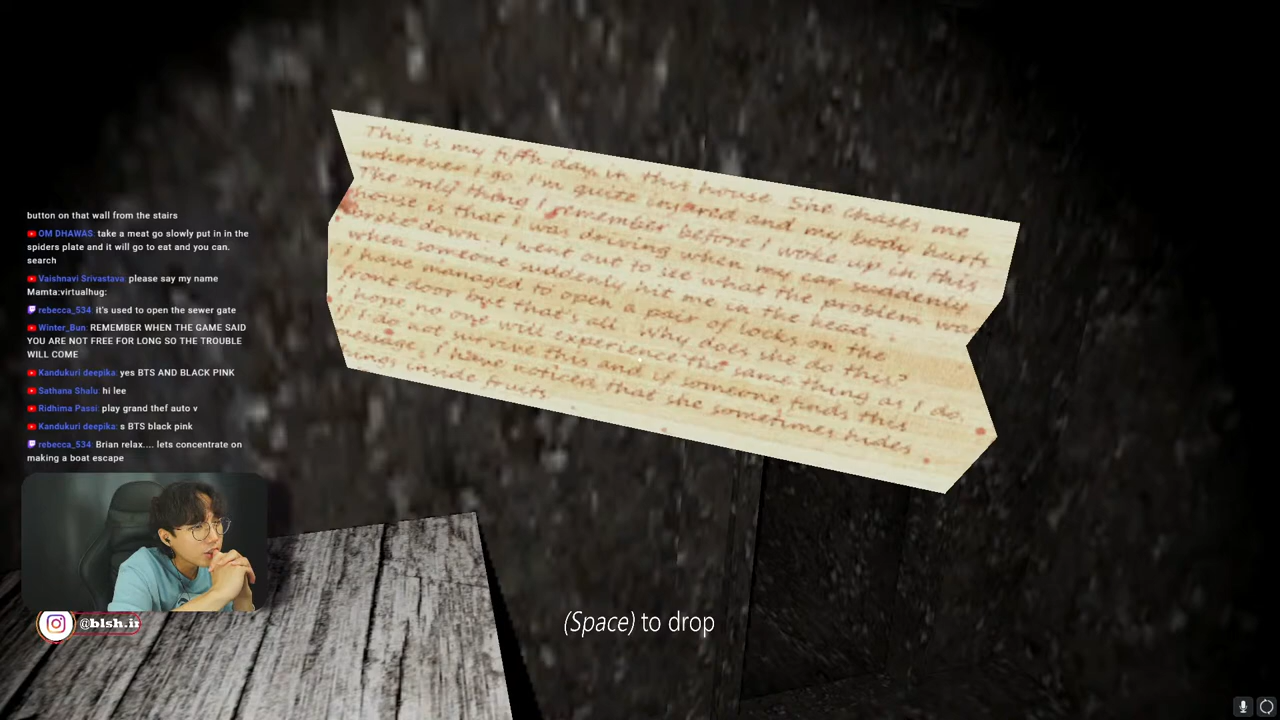 This is my fifth day in this house. She chases me
wherever I go. I'm quite injured and my body hurts
The only thing I remember before I woke up in this
house is that I was driving when my car suddenly
broke down. I went out to see what the problem was
when someone suddenly hit me in the head.
I have managed to open a pair of locks on the
front door but that's all. Why does she do this?
I hope no one will experience the same thing as I do.
If I do not survive this and someone finds this
message, I have noticed that she sometimes hides
things inside fruits
button on that wall from the stairs
OM DHAWAS: take a meat go slowly put in in the
spiders plate and it will go to eat and you can.
search
Vaishnavi Srivastava: please say my name
Mamta:virtualhug:
rebecca_534: it's used to open the sewer gate
Winter_Bun: REMEMBER WHEN THE GAME SAID
YOU ARE NOT FREE FOR LONG SO THE TROUBLE
WILL COME
Kandukuri deepika: yes BTS AND BLACK PINK
Sathana Shalu: hi lee
Ridhima Pasai: play grand thef auto v
Kandukuri deepika: s BTS black pink
rebecca_534: Brian relax.... lets concentrate on
making a boat escape
@blsh.ir
(Space) to drop